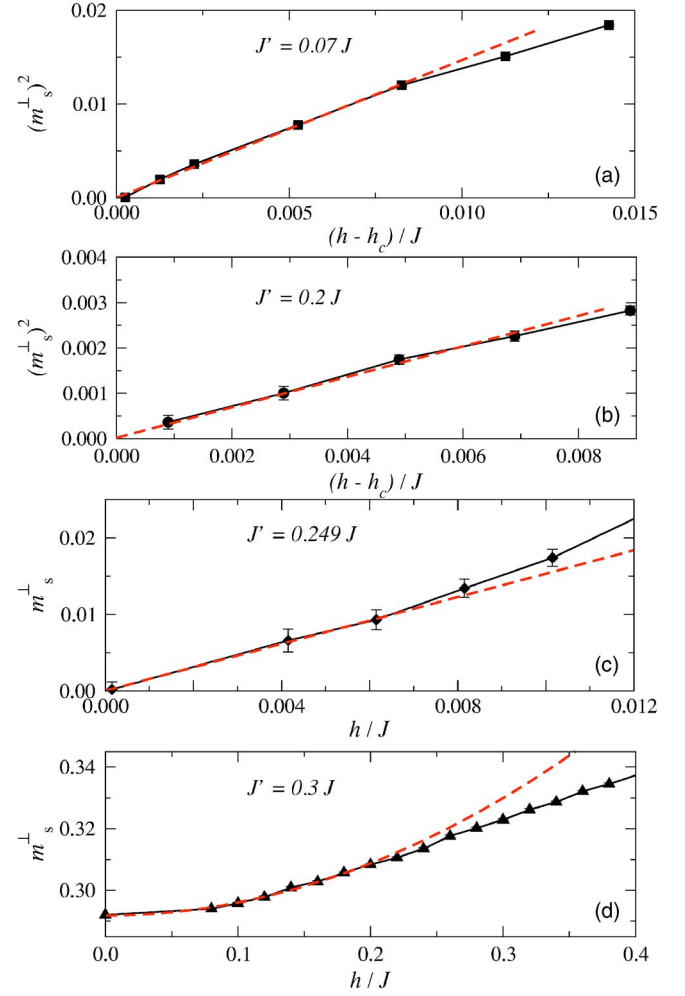 0.02
J' = 0.07 J
(m⊥s)²
0.01
(a)
0.00
0.000 0.005 0.010 0.015
(h - hc) / J
0.004
J' = 0.2 J
0.003
(m⊥s)²
0.002
0.001
(b)
0.000
0.000 0.002 0.004 0.006 0.008
(h - hc) / J
J' = 0.249 J
0.02
m⊥s
0.01
(c)
0.00
0.000 0.004 0.008 0.012
h / J
0.34
J' = 0.3 J
m⊥s
0.32
0.30
(d)
0.0 0.1 0.2 0.3 0.4
h / J